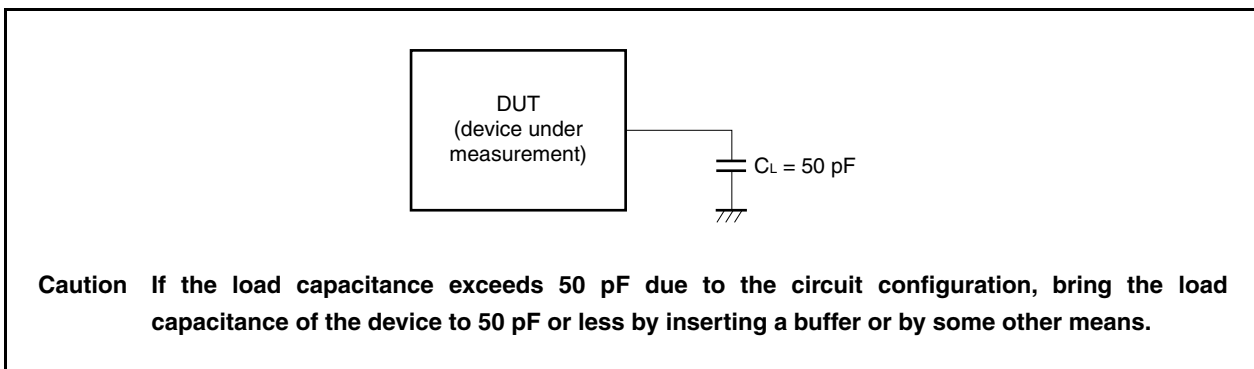 DUT
(device under
measurement)
CL = 50 pF
Caution If the load capacitance exceeds 50 pF due to the circuit configuration, bring the load
capacitance of the device to 50 pF or less by inserting a buffer or by some other means.